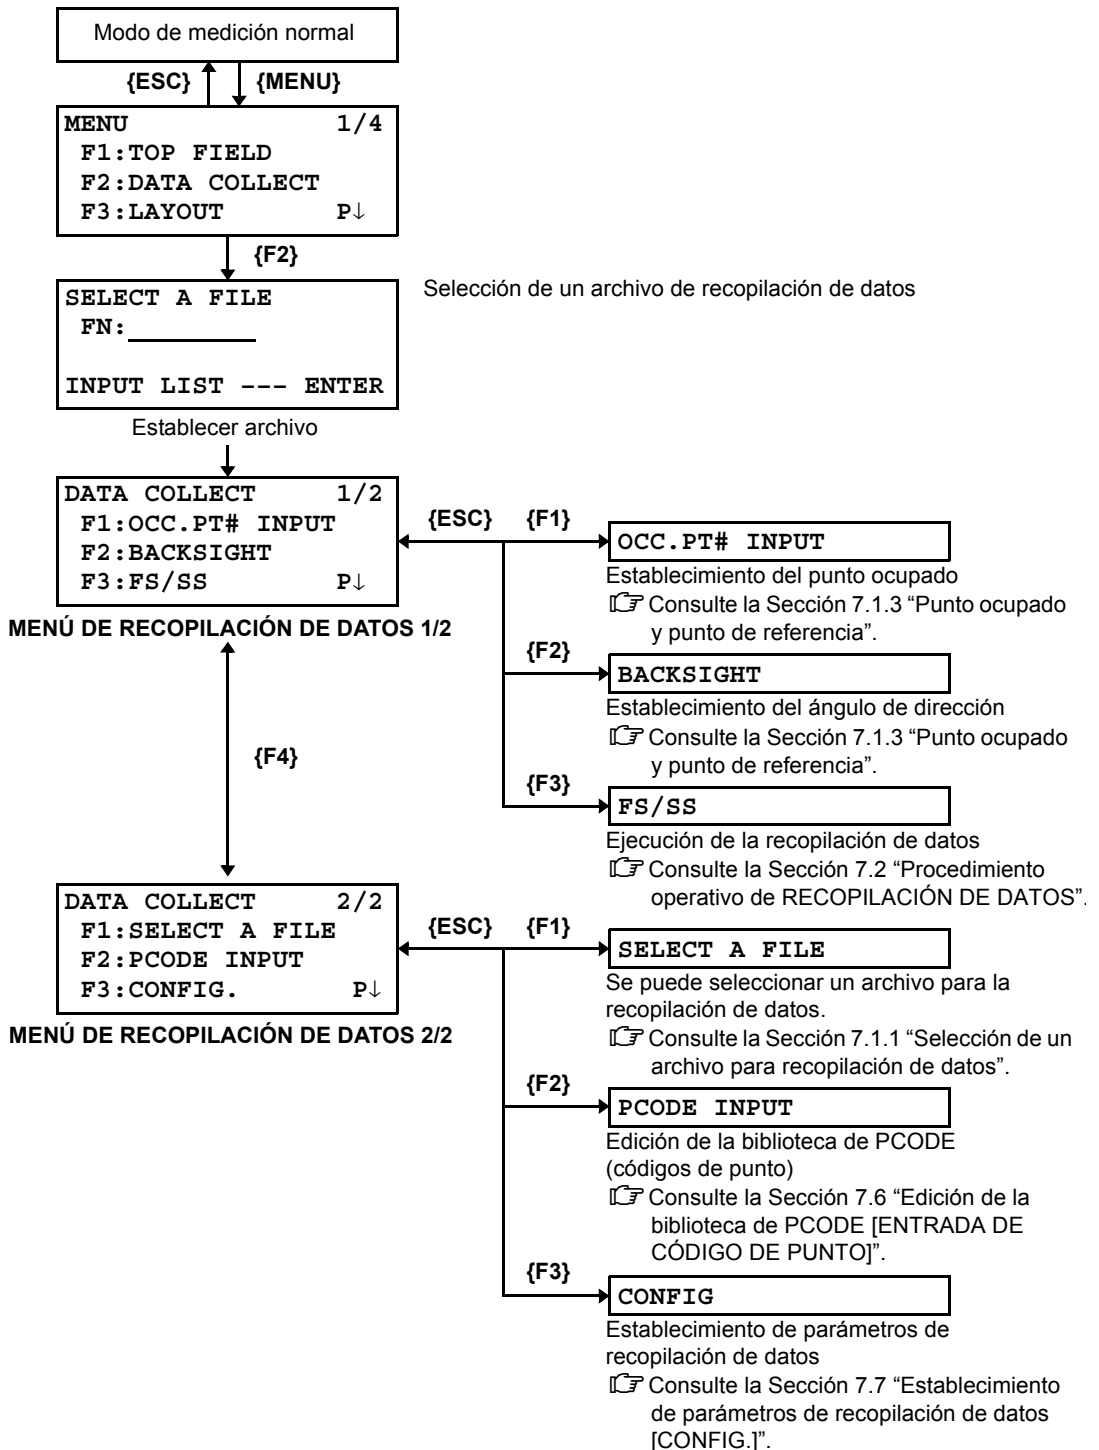 Modo de medición normal
{ESC} {MENU}
MENU 1/4
F1:TOP FIELD
F2:DATA COLLECT
F3:LAYOUT P↓
{F2}
SELECT A FILE
FN:
INPUT LIST --- ENTER
Selección de un archivo de recopilación de datos
Establecer archivo
DATA COLLECT 1/2
F1:OCC.PT# INPUT
F2:BACKSIGHT
F3:FS/SS P↓
MENÚ DE RECOPILACIÓN DE DATOS 1/2
{ESC} {F1}
OCC.PT# INPUT
Establecimiento del punto ocupado
☞ Consulte la Sección 7.1.3 “Punto ocupado
y punto de referencia”.
{F2}
BACKSIGHT
Establecimiento del ángulo de dirección
☞ Consulte la Sección 7.1.3 “Punto ocupado
y punto de referencia”.
{F3}
FS/SS
Ejecución de la recopilación de datos
☞ Consulte la Sección 7.2 “Procedimiento
operativo de RECOPILACIÓN DE DATOS”.
{F4}
DATA COLLECT 2/2
F1:SELECT A FILE
F2:PCODE INPUT
F3:CONFIG. P↓
MENÚ DE RECOPILACIÓN DE DATOS 2/2
{ESC} {F1}
SELECT A FILE
Se puede seleccionar un archivo para la
recopilación de datos.
☞ Consulte la Sección 7.1.1 “Selección de un
archivo para recopilación de datos”.
{F2}
PCODE INPUT
Edición de la biblioteca de PCODE
(códigos de punto)
☞ Consulte la Sección 7.6 “Edición de la
biblioteca de PCODE [ENTRADA DE
CÓDIGO DE PUNTO]”.
{F3}
CONFIG
Establecimiento de parámetros de
recopilación de datos
☞ Consulte la Sección 7.7 “Establecimiento
de parámetros de recopilación de datos
[CONFIG.]”.